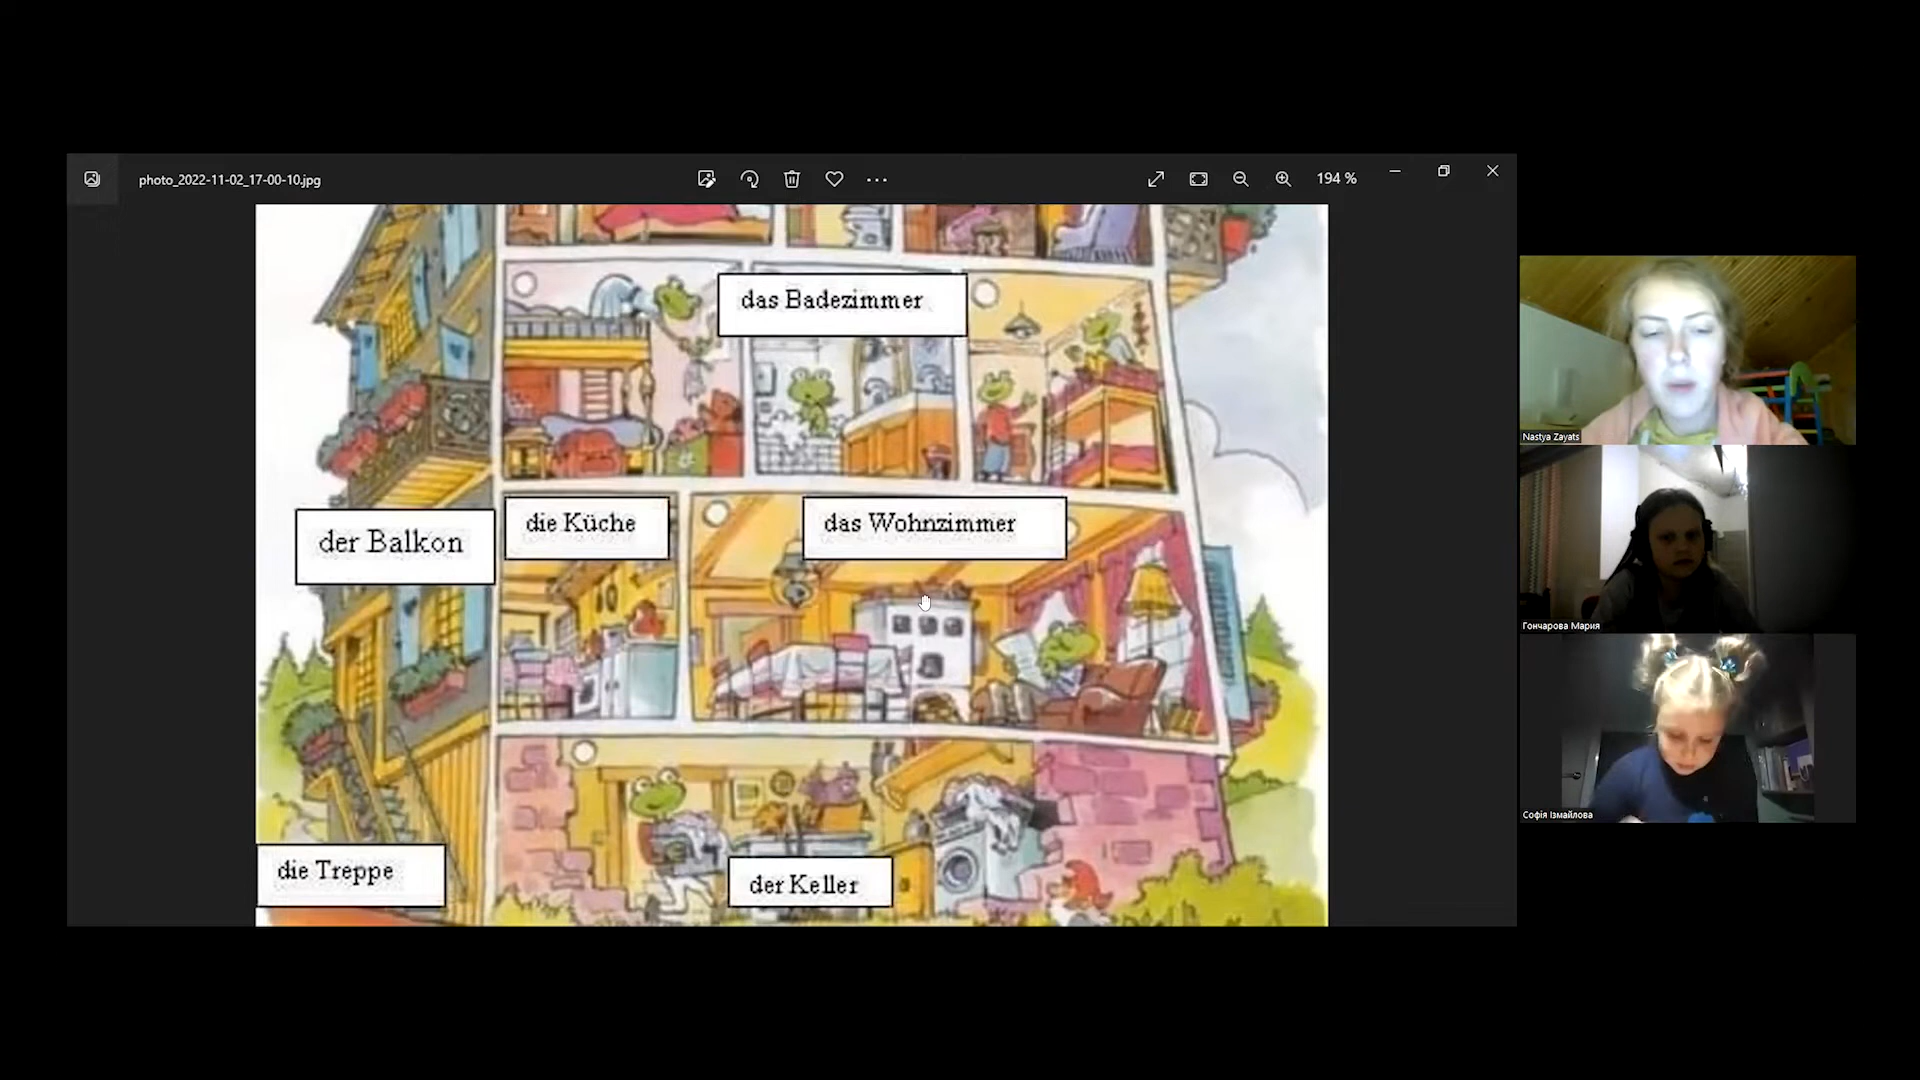 photo_2022-11-02_17-00-10.jpg
194 %
das Badezimmer
der Balkon
die Küche
das Wohnzimmer
die Treppe
der Keller
Nastya Zayats
Гончарова Мария
Софія Ізмайлова